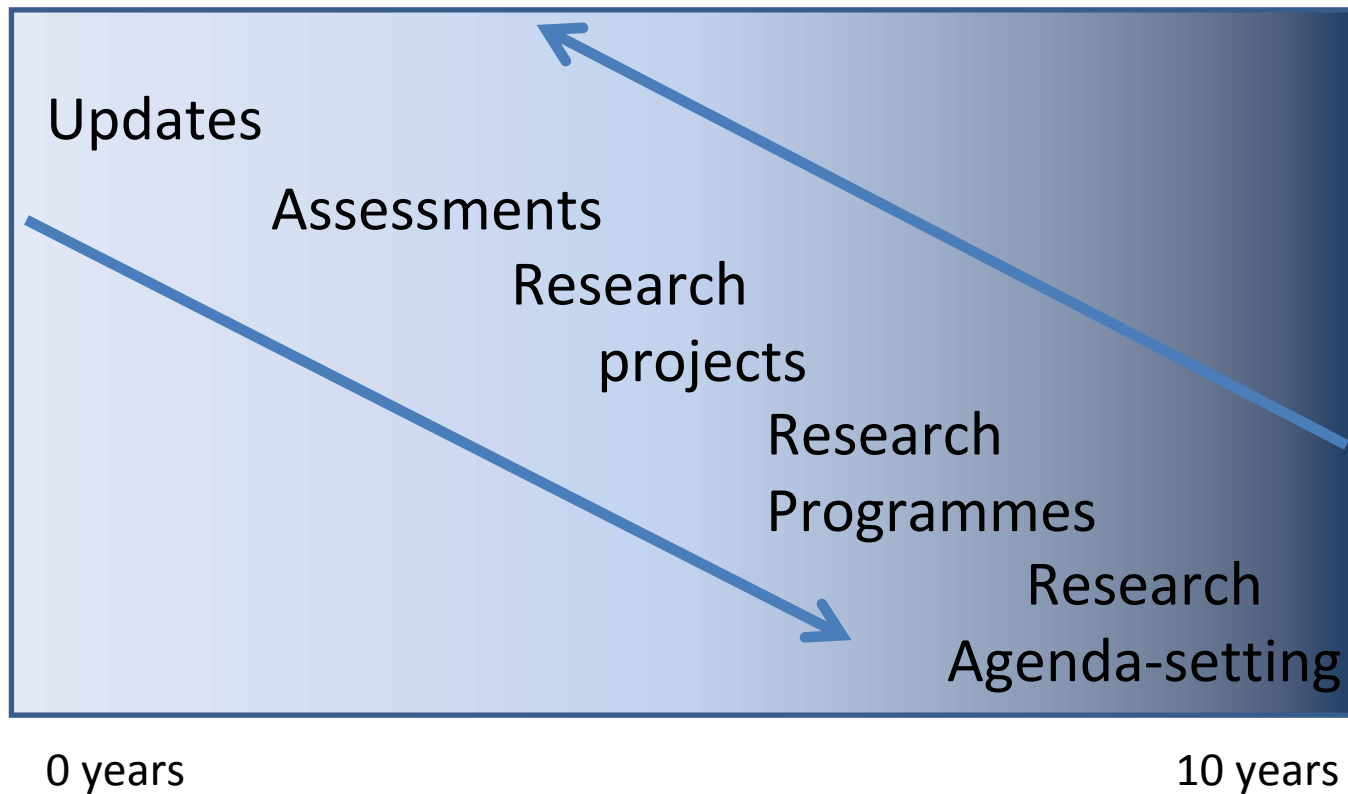 Updates
Assessments
Research
projects
Research
Programmes
Research
Agenda-setting
0 years
10 years